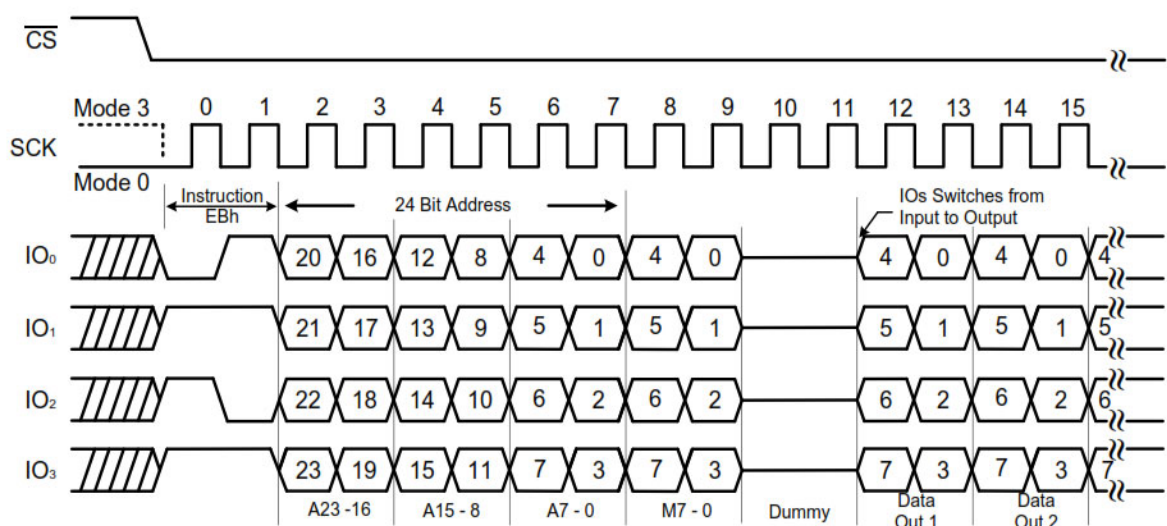 CS
Mode 3 0 1 2 3 4 5 6 7 8 9 10 11 12 13 14 15
SCK
Mode 0
Instruction
EBh
24 Bit Address
IOs Switches from
Input to Output
IO0 20 16 12 8 4 0 4 0 4 0 4 0 4
IO1 21 17 13 9 5 1 5 1 5 1 5 1 5
IO2 22 18 14 10 6 2 6 2 6 2 6 2 6
IO3 23 19 15 11 7 3 7 3 7 3 7 3 7
A23 -16 A15 - 8 A7 - 0 M7 - 0 Dummy Data Data
Out 1 Out 2